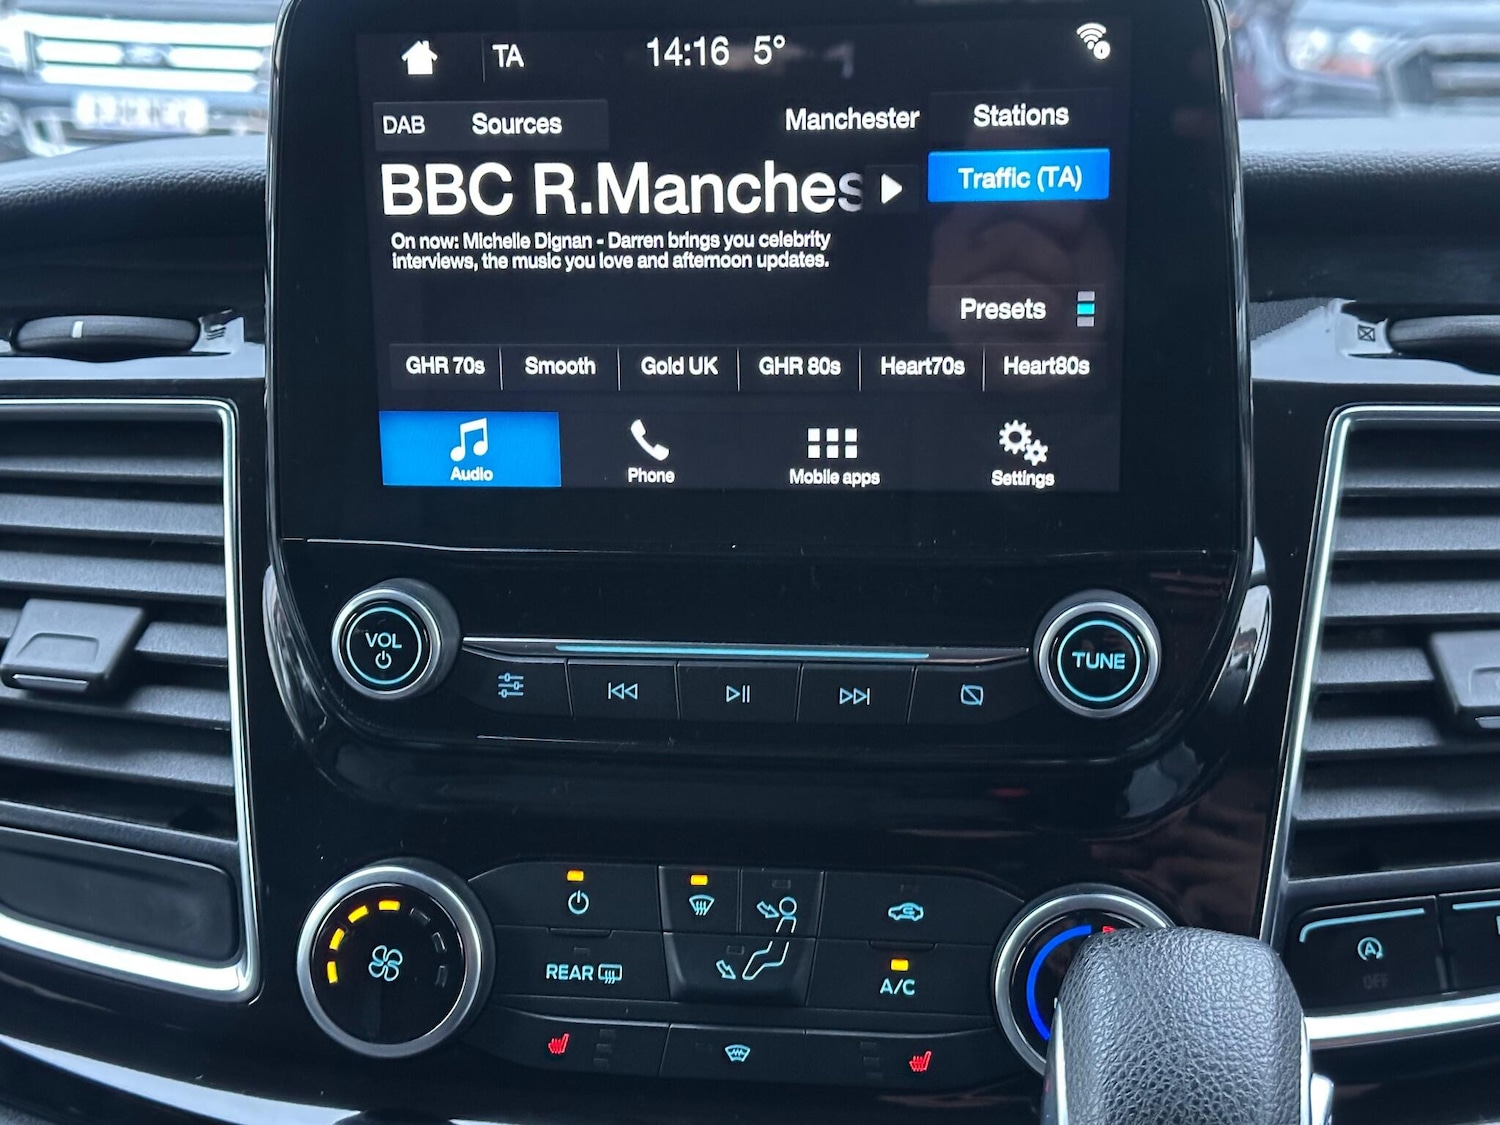 TA 14:16 5°
DAB Sources Manchester Stations
BBC R.Manches Traffic (TA)
On now: Michelle Dignan - Darren brings you celebrity
interviews, the music you love and afternoon updates.
Presets
GHR 70s Smooth Gold UK GHR 80s Heart70s Heart80s
Audio Phone Mobile apps Settings
VOL TUNE
REAR A/C
A
OFF